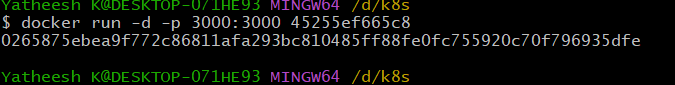 Yatheesh K@DESKTOP-071HE93 MINGW64 /d/k8s
$ docker run -d -p 3000:3000 45255ef665c8
0265875ebea9f772c86811afa293bc810485ff88fe0fc755920c70f796935dfe
Yatheesh K@DESKTOP-071HE93 MINGW64 /d/k8s